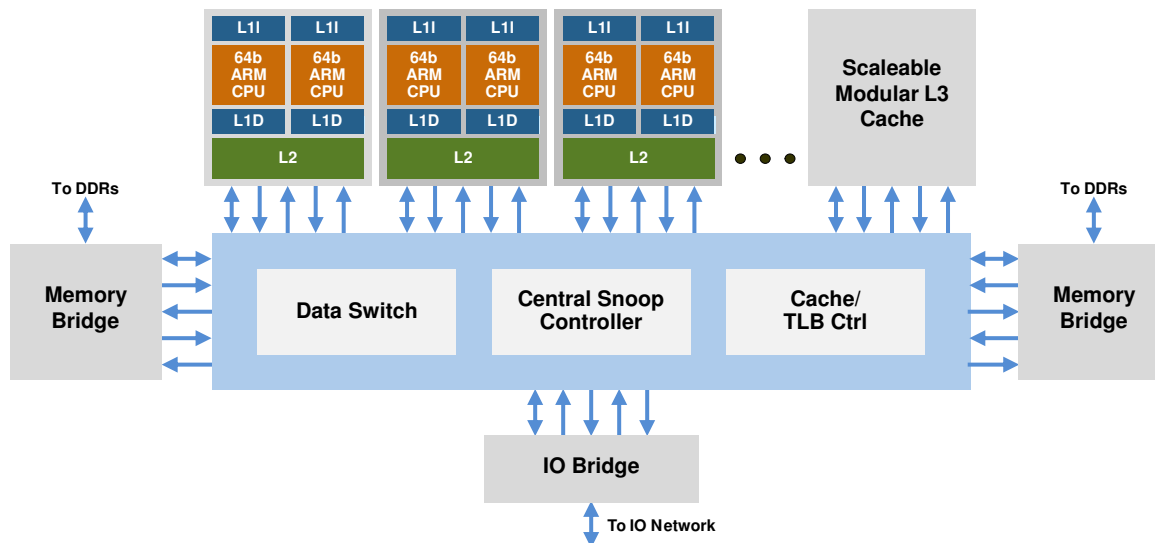 L1I L1I L1I L1I L1I L1I
64b 64b 64b 64b 64b 64b
ARM ARM ARM ARM ARM ARM
CPU CPU CPU CPU CPU CPU
L1D L1D L1D L1D L1D L1D
L2 L2 L2
Scaleable
Modular L3
Cache
To DDRs
To DDRs
Memory
Bridge
Data Switch
Central Snoop
Controller
Cache/
TLB Ctrl
Memory
Bridge
IO Bridge
To IO Network